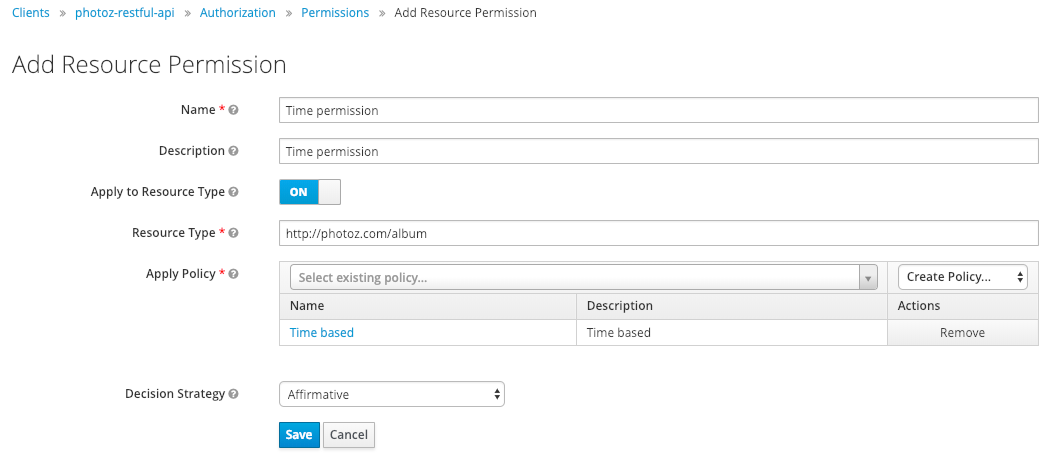 Clients » photoz-restful-api » Authorization » Permissions » Add Resource Permission
Add Resource Permission
Name * Time permission
Description Time permission
Apply to Resource Type ON
Resource Type * http://photoz.com/album
Apply Policy * Select existing policy... Create Policy...
Name Description Actions
Time based Time based Remove
Decision Strategy Affirmative
Save Cancel